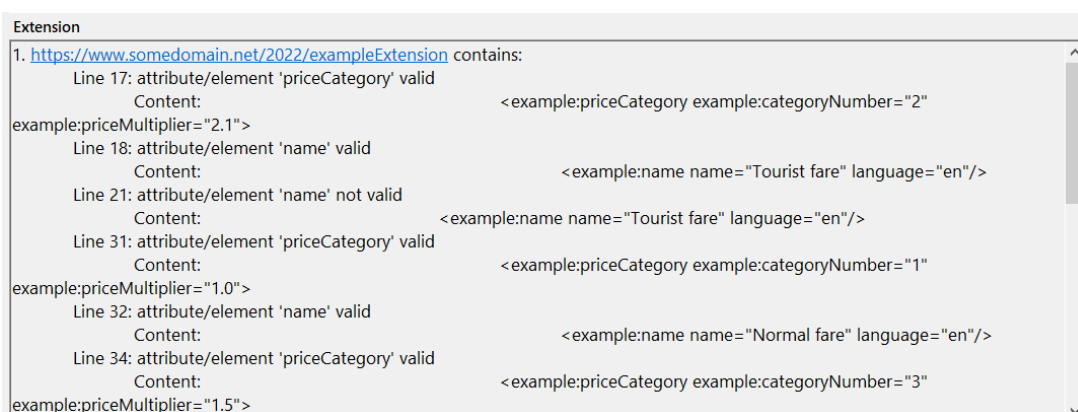 Extension
1. https://www.somedomain.net/2022/exampleExtension contains:
Line 17: attribute/element 'priceCategory' valid
Content: <example:priceCategory example:categoryNumber="2"
example:priceMultiplier="2.1">
Line 18: attribute/element 'name' valid
Content: <example:name name="Tourist fare" language="en"/>
Line 21: attribute/element 'name' not valid
Content: <example:name name="Tourist fare" language="en"/>
Line 31: attribute/element 'priceCategory' valid
Content: <example:priceCategory example:categoryNumber="1"
example:priceMultiplier="1.0">
Line 32: attribute/element 'name' valid
Content: <example:name name="Normal fare" language="en"/>
Line 34: attribute/element 'priceCategory' valid
Content: <example:priceCategory example:categoryNumber="3"
example:priceMultiplier="1.5">